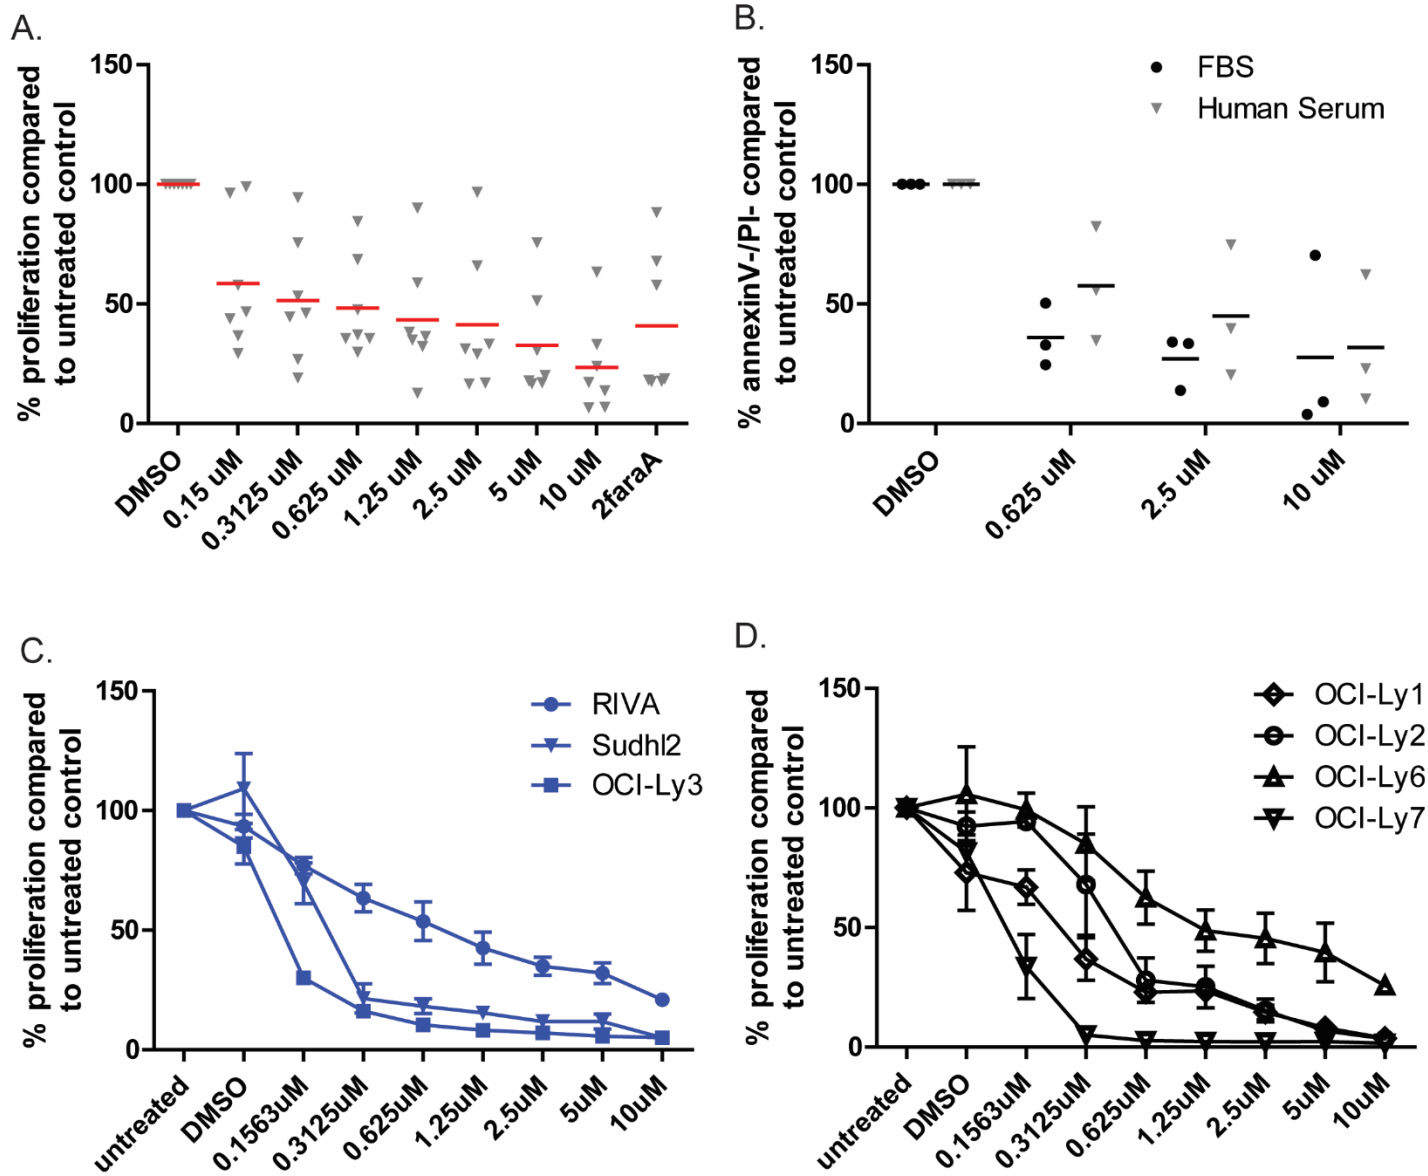 A.
% proliferation compared
to untreated control
150
100
50
0
DMSO
0.15 uM
0.3125 uM
0.625 uM
1.25 uM
2.5 uM
5 uM
10 uM
2faraA
B.
% annexinV-/PI- compared
to untreated control
150
100
50
0
FBS
Human Serum
DMSO
0.625 uM
2.5 uM
10 uM
C.
% proliferation compared
to untreated control
150
100
50
0
RIVA
Sudhl2
OCI-Ly3
untreated
DMSO
0.1563uM
0.3125uM
0.625uM
1.25uM
2.5uM
5uM
10uM
D.
% proliferation compared
to untreated control
150
100
50
0
OCI-Ly1
OCI-Ly2
OCI-Ly6
OCI-Ly7
untreated
DMSO
0.1563uM
0.3125uM
0.625uM
1.25uM
2.5uM
5uM
10uM